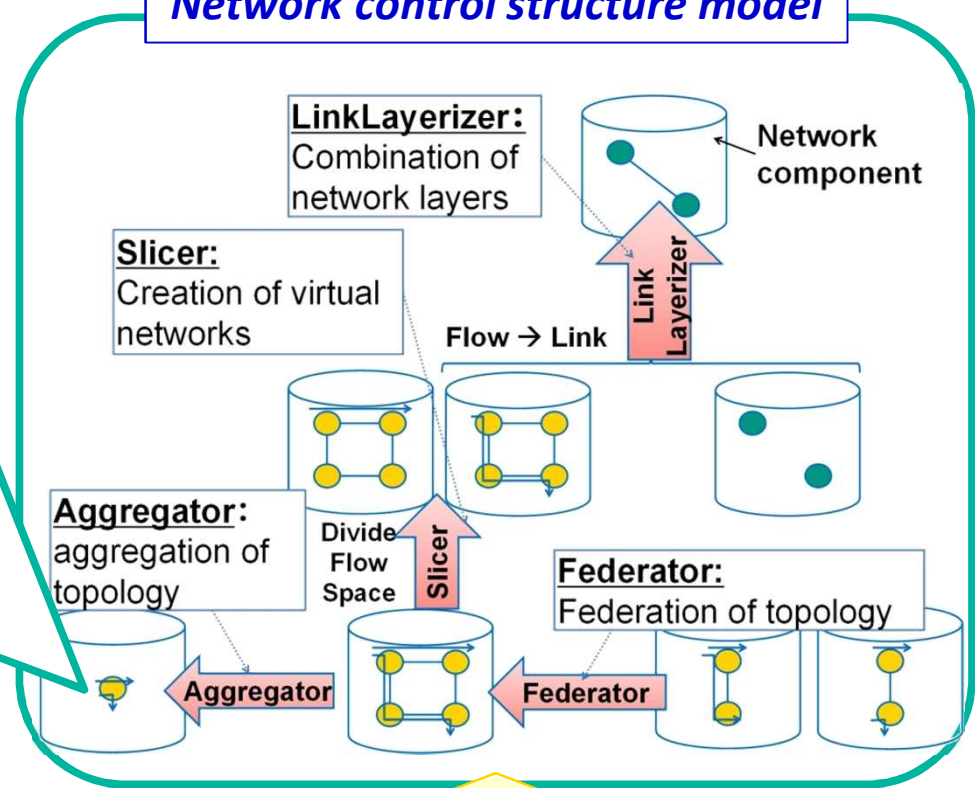 Network control structure model
LinkLayerizer:
Combination of
network layers
Network
component
Slicer:
Creation of virtual
networks
Link
Layerizer
Flow → Link
Aggregator:
aggregation of
topology
Divide
Flow
Space
Slicer
Federator:
Federation of topology
Aggregator
Federator